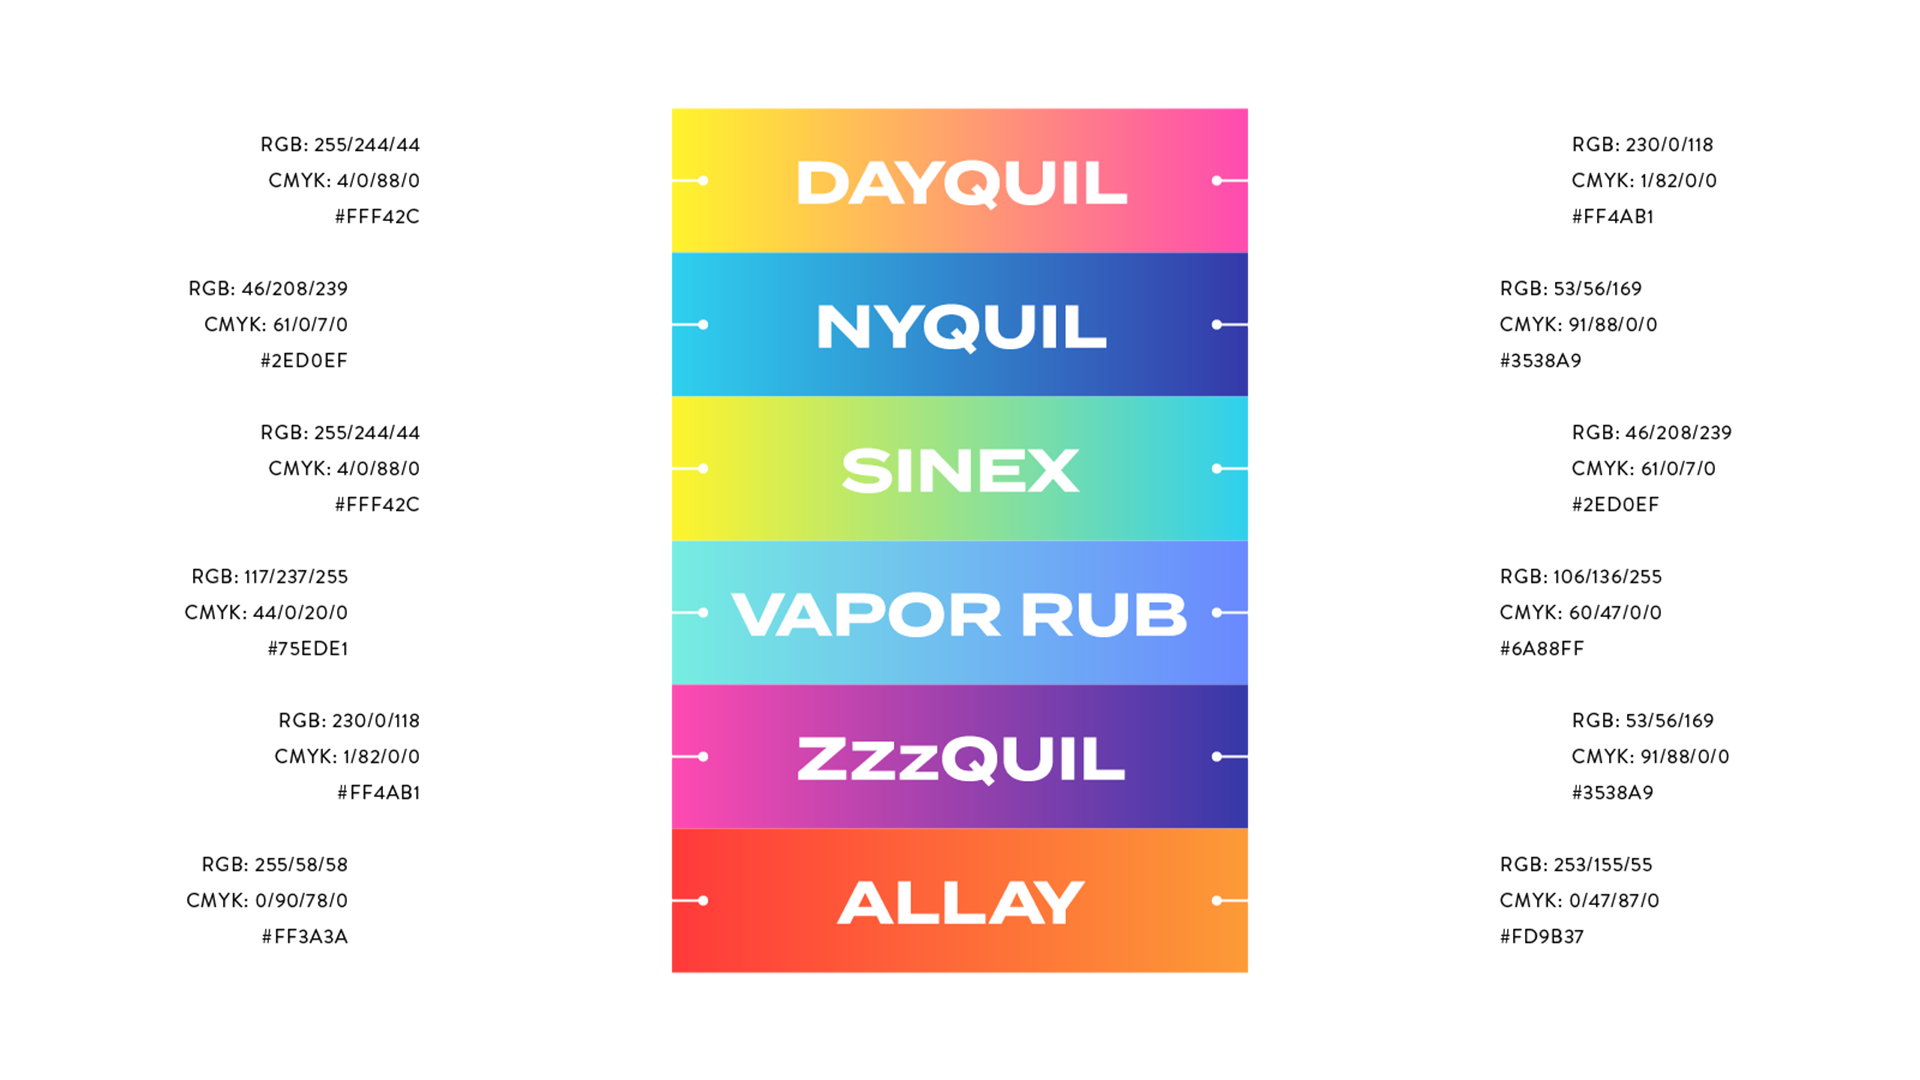 RGB: 255/244/44
CMYK: 4/0/88/0
#FFF42C
DAYQUIL
RGB: 230/0/118
CMYK: 1/82/0/0
#FF4AB1
RGB: 46/208/239
CMYK: 61/0/7/0
#2ED0EF
NYQUIL
RGB: 53/56/169
CMYK: 91/88/0/0
#3538A9
RGB: 255/244/44
CMYK: 4/0/88/0
#FFF42C
SINEX
RGB: 46/208/239
CMYK: 61/0/7/0
#2ED0EF
RGB: 117/237/255
CMYK: 44/0/20/0
#75EDE1
VAPOR RUB
RGB: 106/136/255
CMYK: 60/47/0/0
#6A88FF
RGB: 230/0/118
CMYK: 1/82/0/0
#FF4AB1
ZZzQUIL
RGB: 53/56/169
CMYK: 91/88/0/0
#3538A9
RGB: 255/58/58
CMYK: 0/90/78/0
#FF3A3A
ALLAY
RGB: 253/155/55
CMYK: 0/47/87/0
#FD9B37